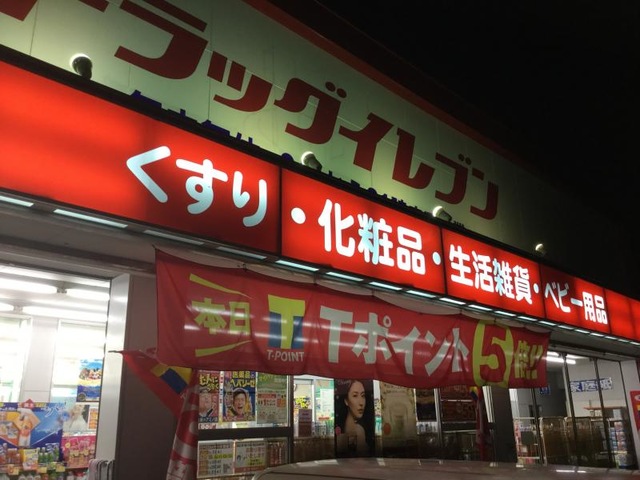 ドラッグイレブン
くすり・化粧品・生活雑貨・ベビー用品
本日 T Tポイント 5倍!!
T-POINT